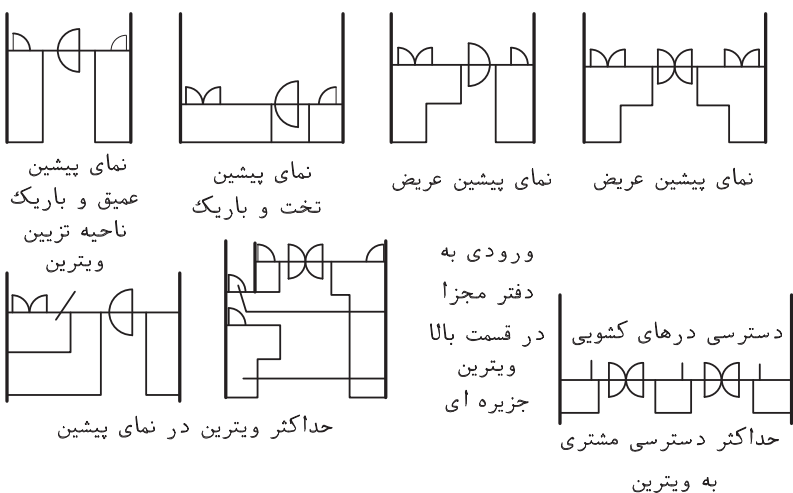 نمای پیشین عریض
نمای پیشین عریض
نمای پیشین
تخت و باریک
نمای پیشین
عمیق و باریک
ناحیه تزیین
ویترین
ورودی به
دفتر مجزا
در قسمت بالا
ویترین
جزیره ای
دسترسی درهای کشویی
حداکثر ویترین در نمای پیشین
حداکثر دسترسی مشتری
به ویترین